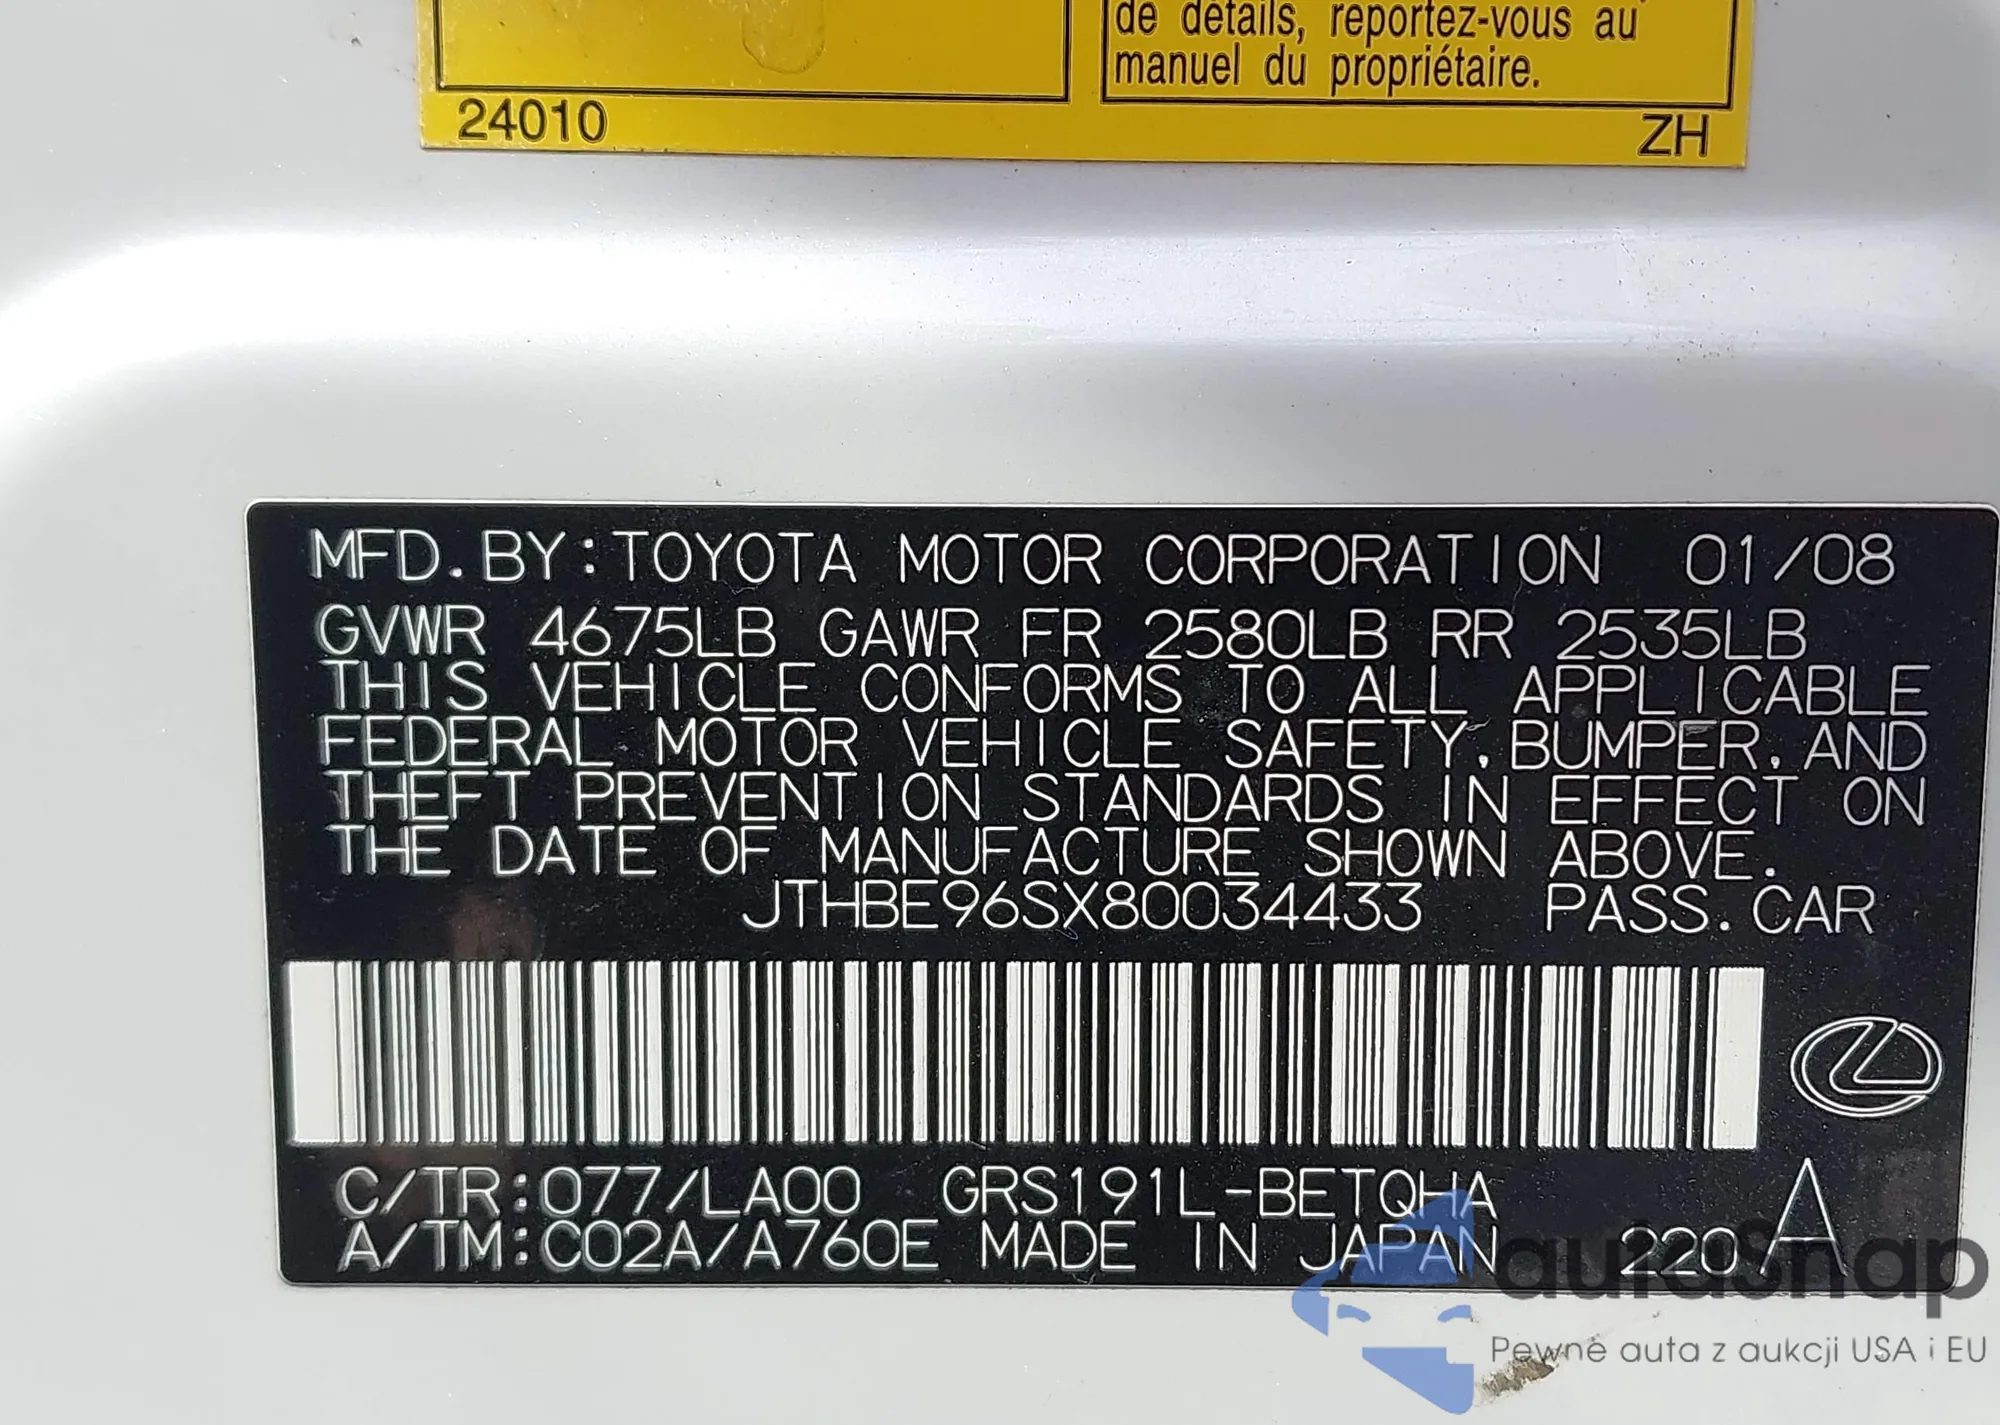 de détails, reportez-vous au
manuel du propriétaire.
24010
ZH
MFD. BY: TOYOTA MOTOR CORPORATION 01/08
GVWR 4675LB GAWR FR 2580LB RR 2535LB
THIS VEHICLE CONFORMS TO ALL APPLICABLE
FEDERAL MOTOR VEHICLE SAFETY, BUMPER, AND
THEFT PREVENTION STANDARDS IN EFFECT ON
THE DATE OF MANUFACTURE SHOWN ABOVE.
JTHBE96SX80034433 PASS. CAR
C/TR: 077/LA00 GRS191L-BETQHA
A/TM: C02A/A760E MADE IN JAPAN 220 A
autasnap
Pewne auta z aukcji USA i EU